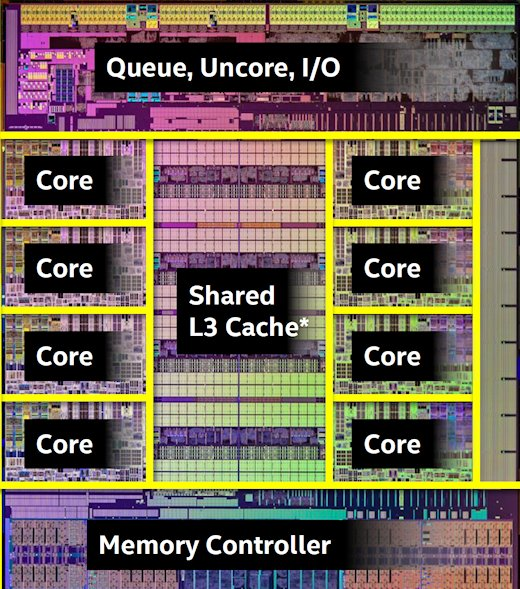 Queue, Uncore, I/O
Core
Core
Core
Core
Shared
L3 Cache*
Core
Core
Core
Core
Memory Controller